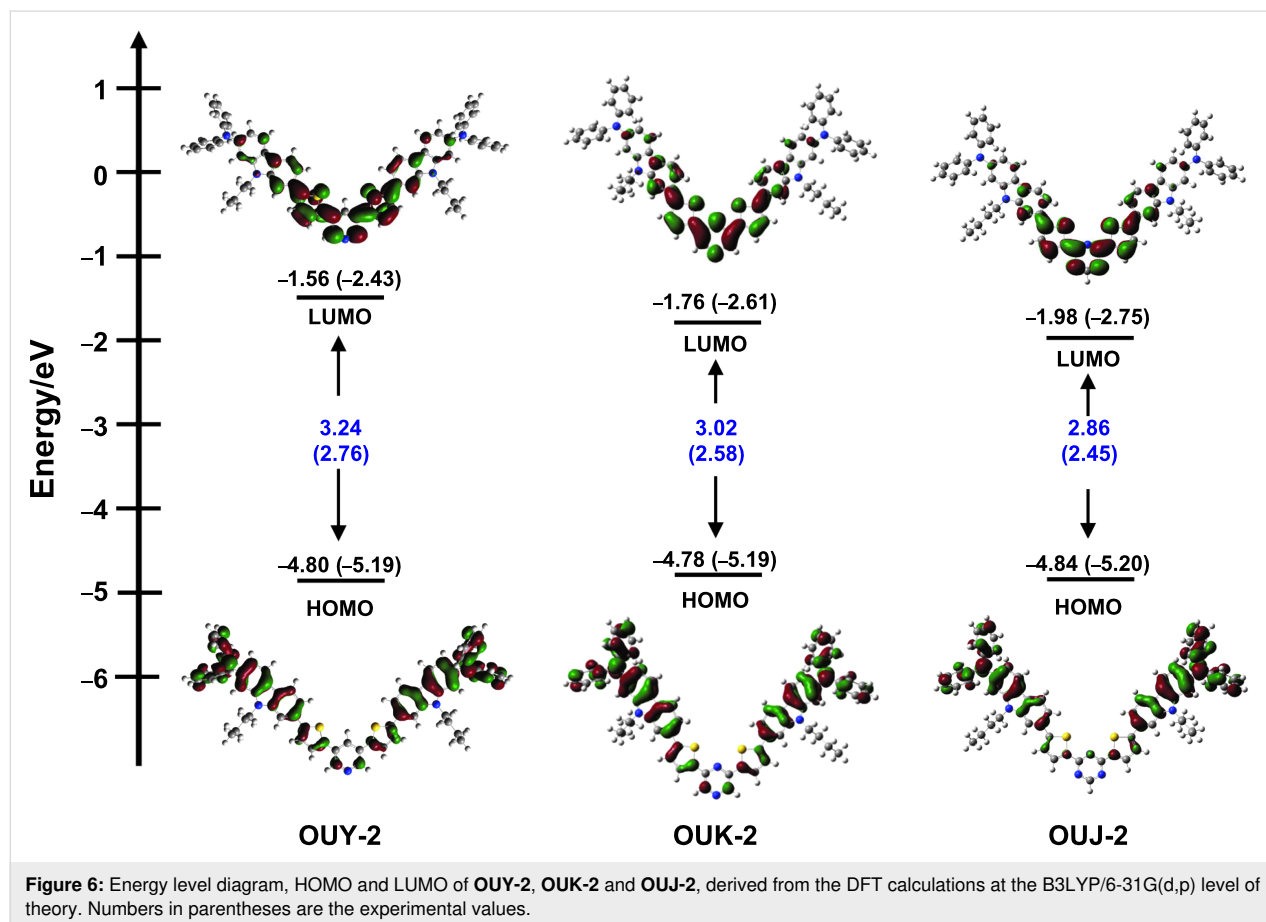 Energy/eV
1
0
–1
–2
–3
–4
–5
–6
–1.56 (–2.43)
LUMO
3.24
(2.76)
–4.80 (–5.19)
HOMO
OUY-2
–1.76 (–2.61)
LUMO
3.02
(2.58)
–4.78 (–5.19)
HOMO
OUK-2
–1.98 (–2.75)
LUMO
2.86
(2.45)
–4.84 (–5.20)
HOMO
OUJ-2
Figure 6: Energy level diagram, HOMO and LUMO of OUY-2, OUK-2 and OUJ-2, derived from the DFT calculations at the B3LYP/6-31G(d,p) level of
theory. Numbers in parentheses are the experimental values.